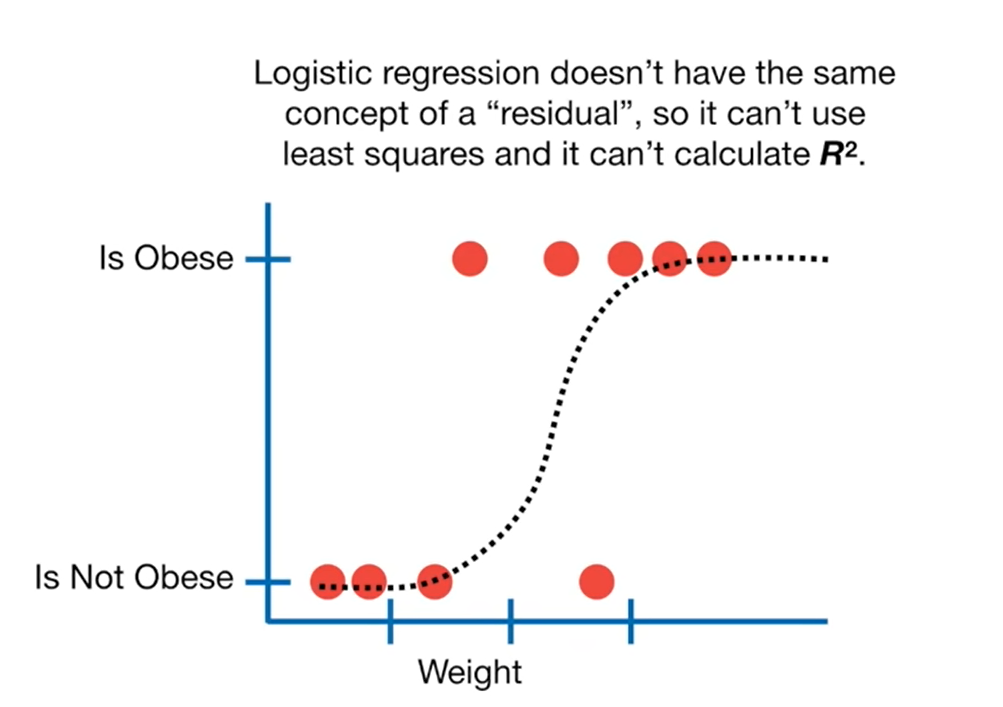 Logistic regression doesn’t have the same
concept of a “residual”, so it can’t use
least squares and it can’t calculate R².
Is Obese
Is Not Obese
Weight